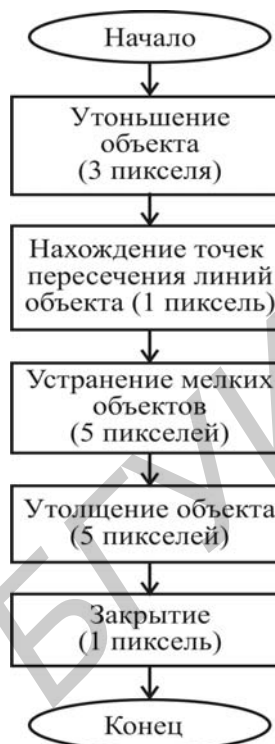 Начало
Утоньшение
объекта
(3 пикселя)
Нахождение точек
пересечения линий
объекта (1 пиксель)
Устранение мелких
объектов
(5 пикселей)
Утолщение объекта
(5 пикселей)
Закрытие
(1 пиксель)
Конец